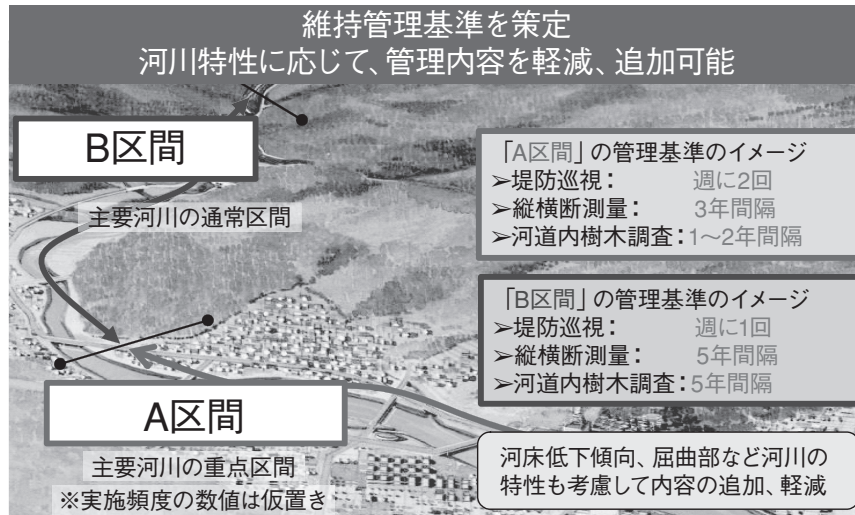 維持管理基準を策定
河川特性に応じて、管理内容を軽減、追加可能
B区間
主要河川の通常区間
「A区間」の管理基準のイメージ
➢堤防巡視： 週に2回
➢縦横断測量： 3年間隔
➢河道内樹木調査：1～2年間隔
「B区間」の管理基準のイメージ
➢堤防巡視： 週に1回
➢縦横断測量： 5年間隔
➢河道内樹木調査：5年間隔
A区間
主要河川の重点区間
※実施頻度の数値は仮置き
河床低下傾向、屈曲部など河川の
特性も考慮して内容の追加、軽減